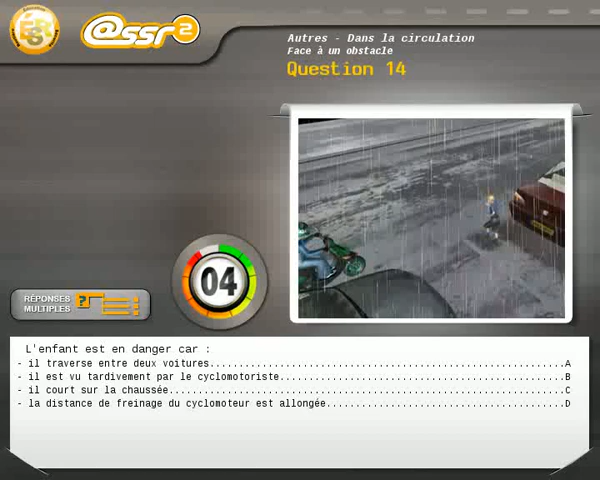 @ssr2
Autres - Dans la circulation
Face à un obstacle
Question 14
04
RÉPONSES
MULTIPLES
?
L'enfant est en danger car :
- il traverse entre deux voitures........................................................A
- il est vu tardivement par le cyclomotoriste............................................B
- il court sur la chaussée...............................................................C
- la distance de freinage du cyclomoteur est allongée....................................D